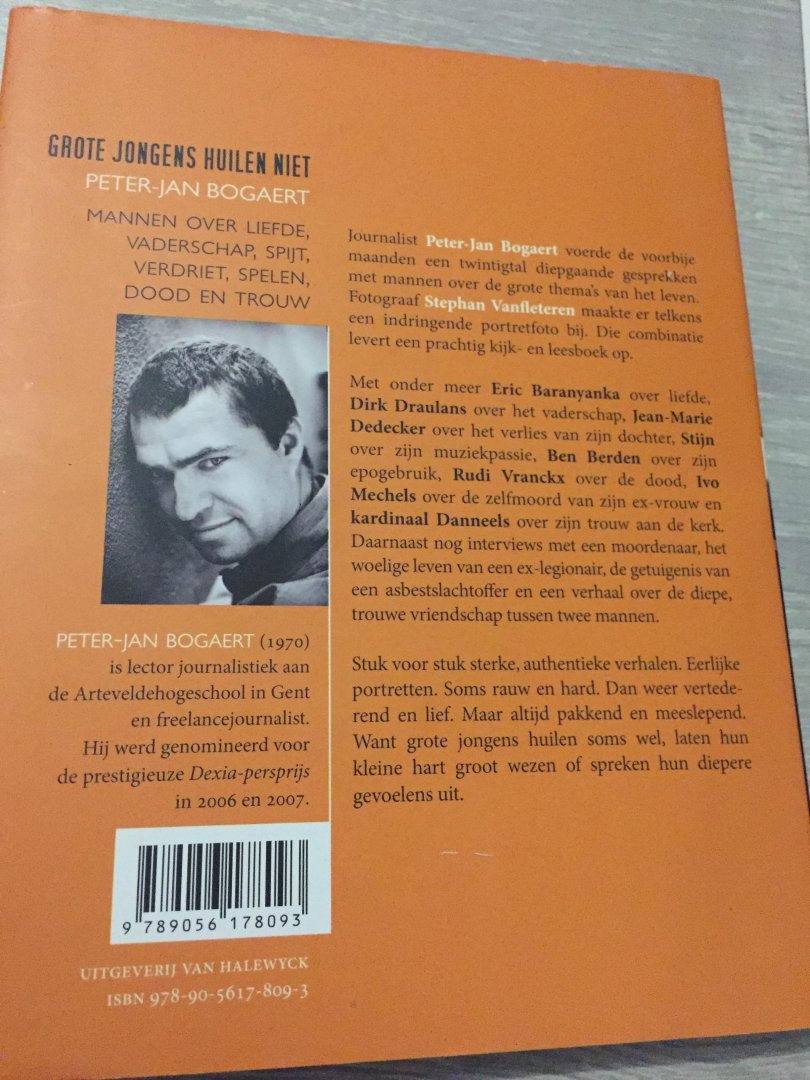 GROTE JONGENS HUILEN NIET
PETER-JAN BOGAERT
MANNEN OVER LIEFDE,
VADERSCHAP, SPIJT,
VERDRIET, SPELEN,
DOOD EN TROUW
PETER-JAN BOGAERT (1970)
is lector journalistiek aan
de Arteveldehogeschool in Gent
en freelancejournalist.
Hij werd genomineerd voor
de prestigieuze Dexia-persprijs
in 2006 en 2007.
9 789056 178093
UITGEVERIJ VAN HALEWYCK
ISBN 978-90-5617-809-3
Journalist Peter-Jan Bogaert voerde de voorbije
maanden een twintigtal diepgaande gesprekken
met mannen over de grote thema's van het leven.
Fotograaf Stephan Vanfleteren maakte er telkens
een indringende portretfoto bij. Die combinatie
levert een prachtig kijk- en leesboek op.
Met onder meer Eric Baranyanka over liefde,
Dirk Draulans over het vaderschap, Jean-Marie
Dedecker over het verlies van zijn dochter, Stijn
over zijn muziekpassie, Ben Berden over zijn
epogebruik, Rudi Vranckx over de dood, Ivo
Mechels over de zelfmoord van zijn ex-vrouw en
kardinaal Danneels over zijn trouw aan de kerk.
Daarnaast nog interviews met een moordenaar, het
woelige leven van een ex-legionair, de getuigenis van
een asbestslachtoffer en een verhaal over de diepe,
trouwe vriendschap tussen twee mannen.
Stuk voor stuk sterke, authentieke verhalen. Eerlijke
portretten. Soms rauw en hard. Dan weer vertede-
rend en lief. Maar altijd pakkend en meeslepend.
Want grote jongens huilen soms wel, laten hun
kleine hart groot wezen of spreken hun diepere
gevoelens uit.